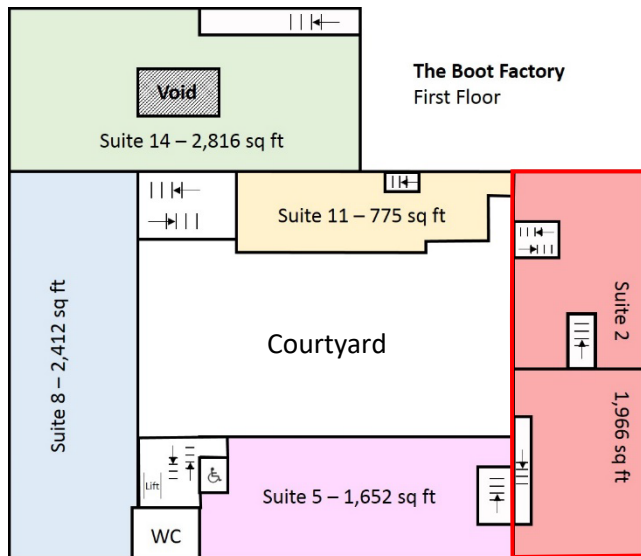 The Boot Factory
First Floor
Void
Suite 14 – 2,816 sq ft
Suite 11 – 775 sq ft
Suite 2
Courtyard
Suite 8 – 2,412 sq ft
1,966 sq ft
Lift
Suite 5 – 1,652 sq ft
WC